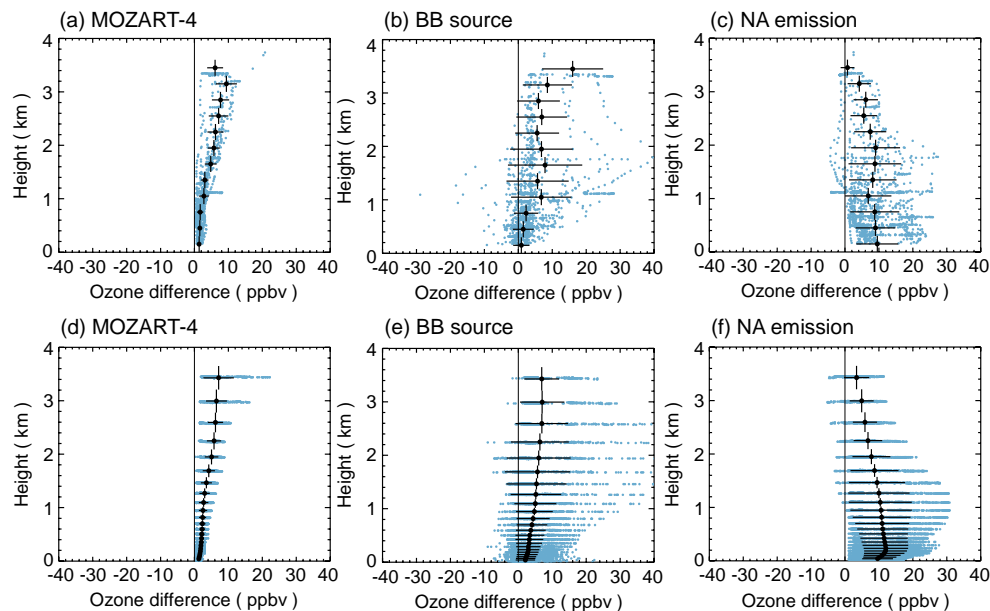 (a) MOZART-4
(b) BB source
(c) NA emission
4
3
2
1
0
Height ( km )
-40 -30 -20 -10 0 10 20 30 40
Ozone difference ( ppbv )
4
3
2
1
0
Height ( km )
-40 -30 -20 -10 0 10 20 30 40
Ozone difference ( ppbv )
4
3
2
1
0
Height ( km )
-40 -30 -20 -10 0 10 20 30 40
Ozone difference ( ppbv )
(d) MOZART-4
(e) BB source
(f) NA emission
4
3
2
1
0
Height ( km )
-40 -30 -20 -10 0 10 20 30 40
Ozone difference ( ppbv )
4
3
2
1
0
Height ( km )
-40 -30 -20 -10 0 10 20 30 40
Ozone difference ( ppbv )
4
3
2
1
0
Height ( km )
-40 -30 -20 -10 0 10 20 30 40
Ozone difference ( ppbv )